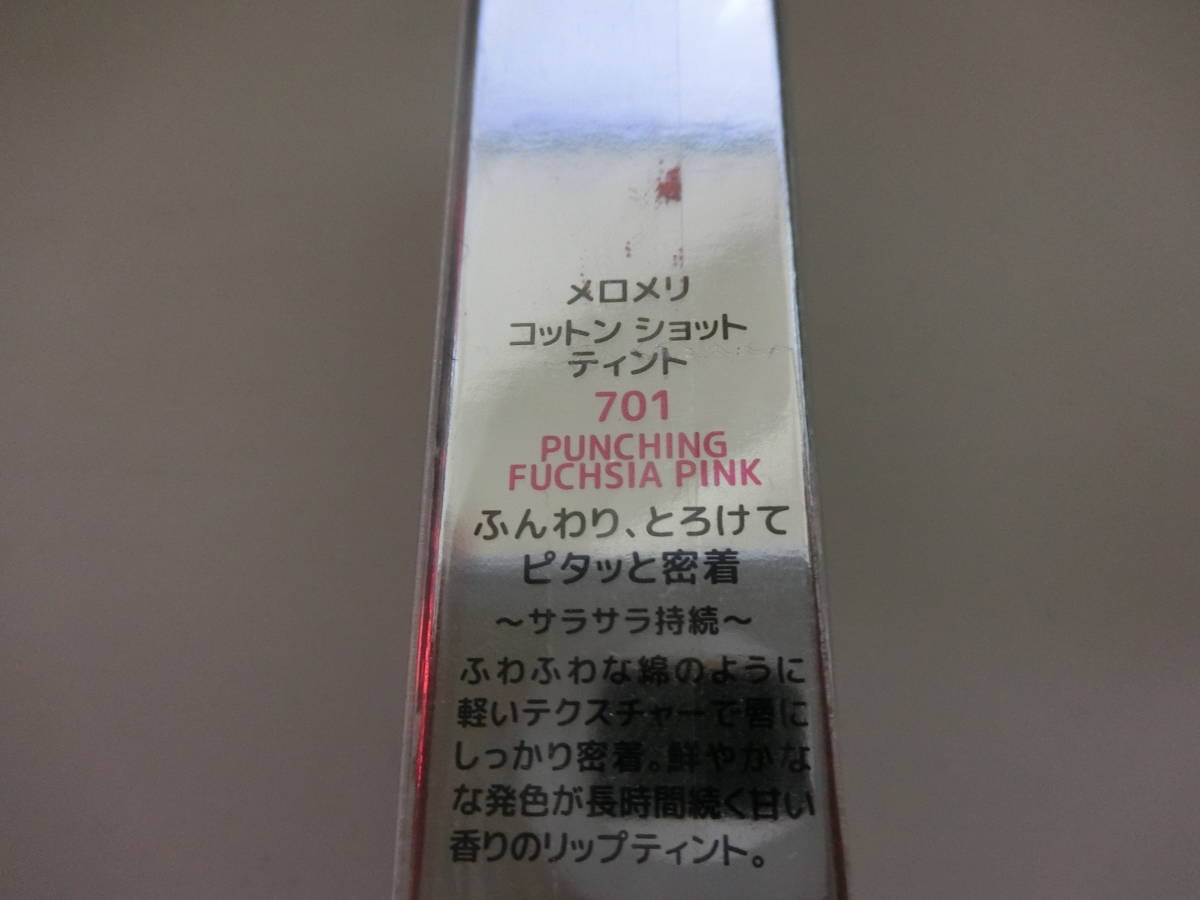 メロメリ
コットン ショット
ティント
701
PUNCHING
FUCHSIA PINK
ふんわり、とろけて
ピタッと密着
～サラサラ持続～
ふわふわな綿のように
軽いテクスチャーで唇に
しっかり密着。鮮やかな
な発色が長時間続く甘い
香りのリップティント。